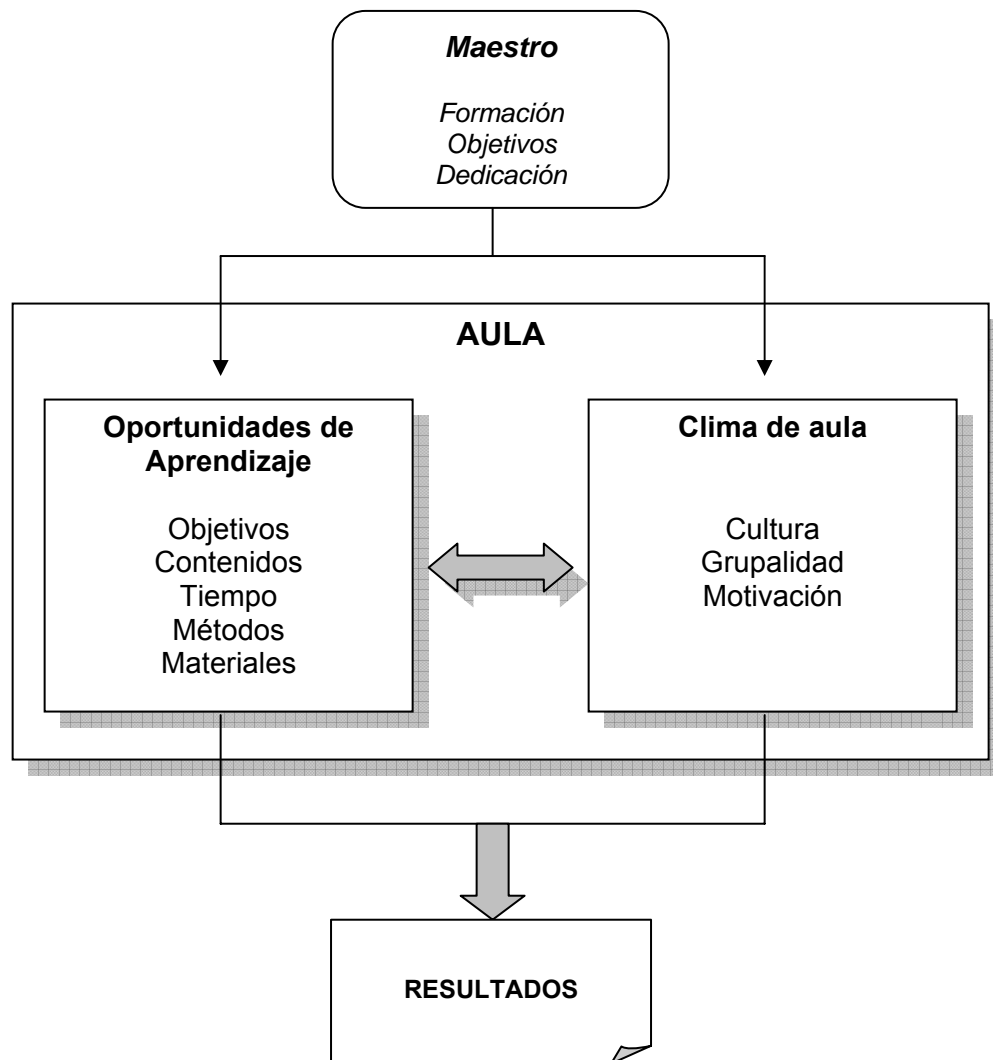 Maestro
Formación
Objetivos
Dedicación
AULA
Oportunidades de
Aprendizaje
Objetivos
Contenidos
Tiempo
Métodos
Materiales
Clima de aula
Cultura
Grupalidad
Motivación
RESULTADOS